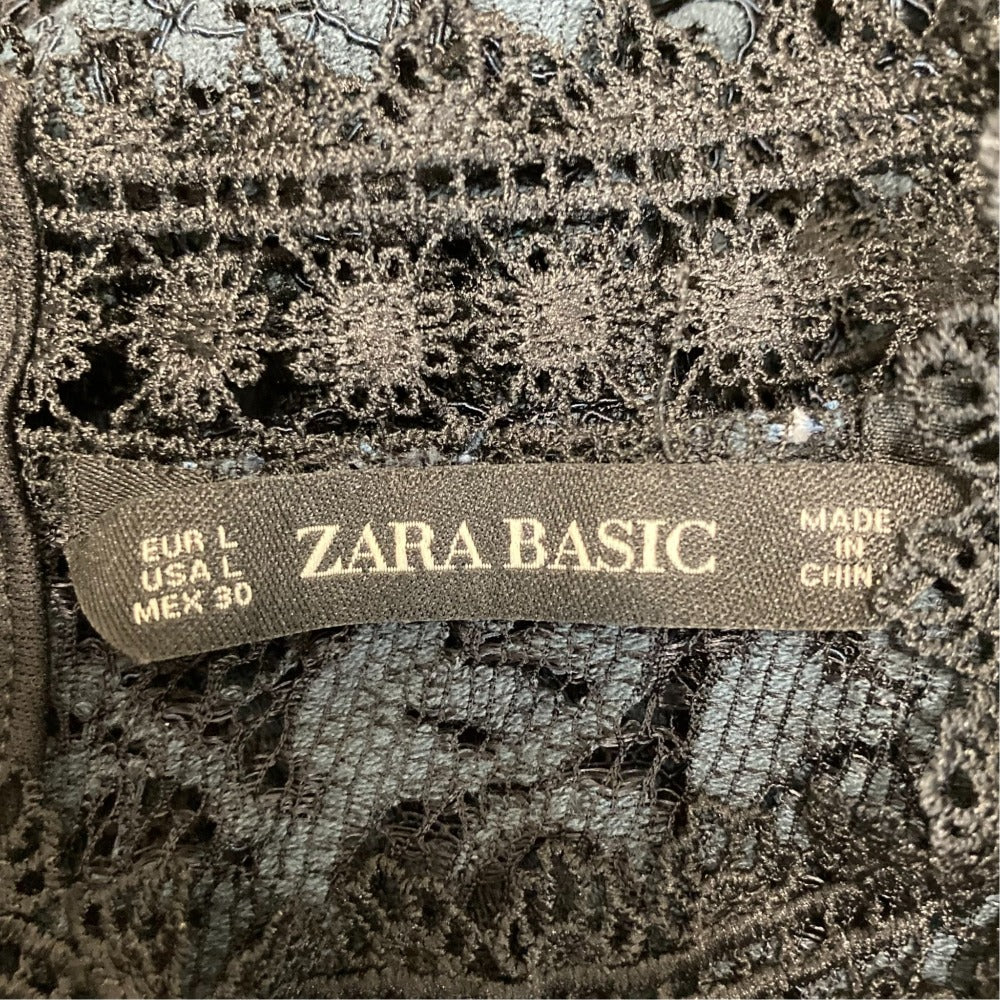 EUR L
USA L
MEX 30
ZARA BASIC
MADE
IN
CHIN